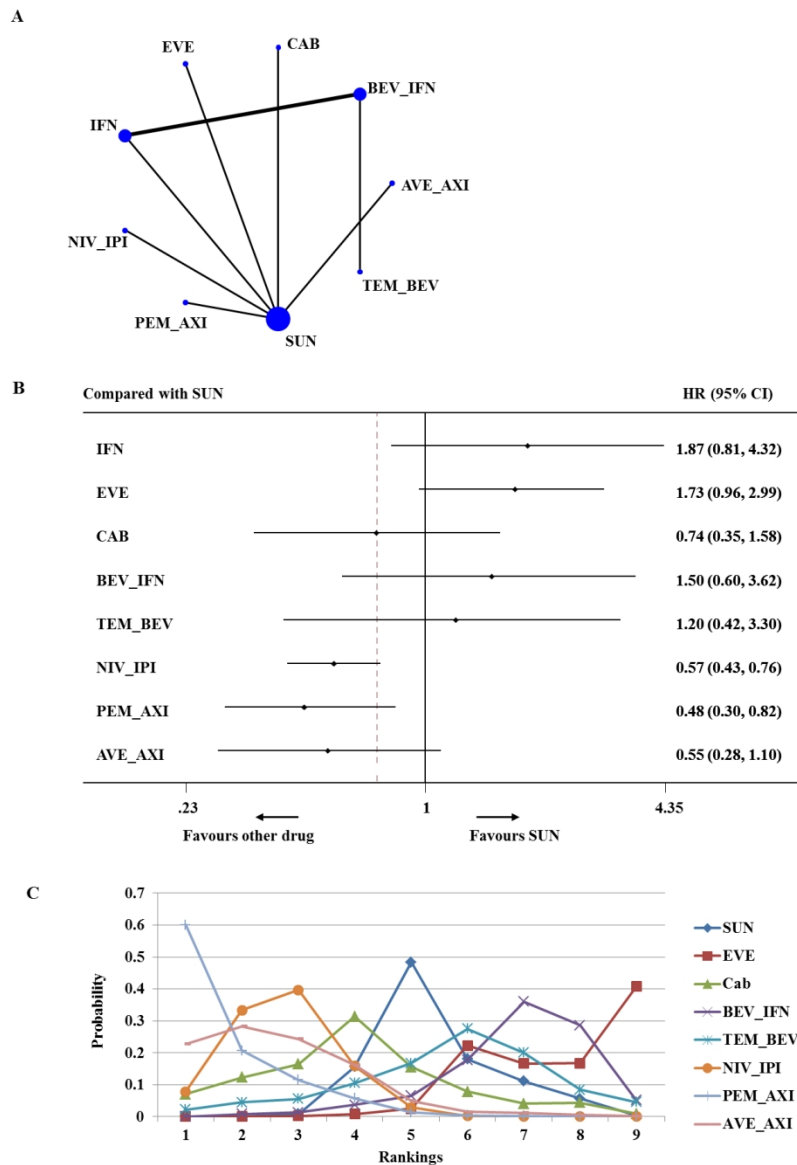 A
EVE
CAB
BEV_IFN
IFN
AVE_AXI
NIV_IPI
TEM_BEV
PEM_AXI
SUN
B
Compared with SUN HR (95% CI)
IFN 1.87 (0.81, 4.32)
EVE 1.73 (0.96, 2.99)
CAB 0.74 (0.35, 1.58)
BEV_IFN 1.50 (0.60, 3.62)
TEM_BEV 1.20 (0.42, 3.30)
NIV_IPI 0.57 (0.43, 0.76)
PEM_AXI 0.48 (0.30, 0.82)
AVE_AXI 0.55 (0.28, 1.10)
.23 1 4.35
Favours other drug Favours SUN
C
Probability
0.7
0.6
0.5
0.4
0.3
0.2
0.1
0
1 2 3 4 5 6 7 8 9
Rankings
SUN
EVE
Cab
BEV_IFN
TEM_BEV
NIV_IPI
PEM_AXI
AVE_AXI